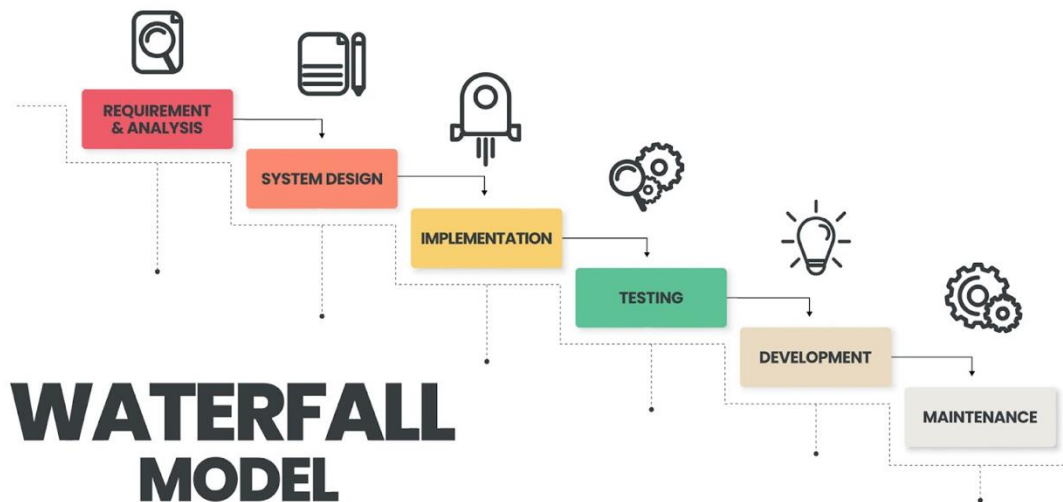 REQUIREMENT
& ANALYSIS
SYSTEM DESIGN
IMPLEMENTATION
TESTING
DEVELOPMENT
MAINTENANCE
WATERFALL
MODEL